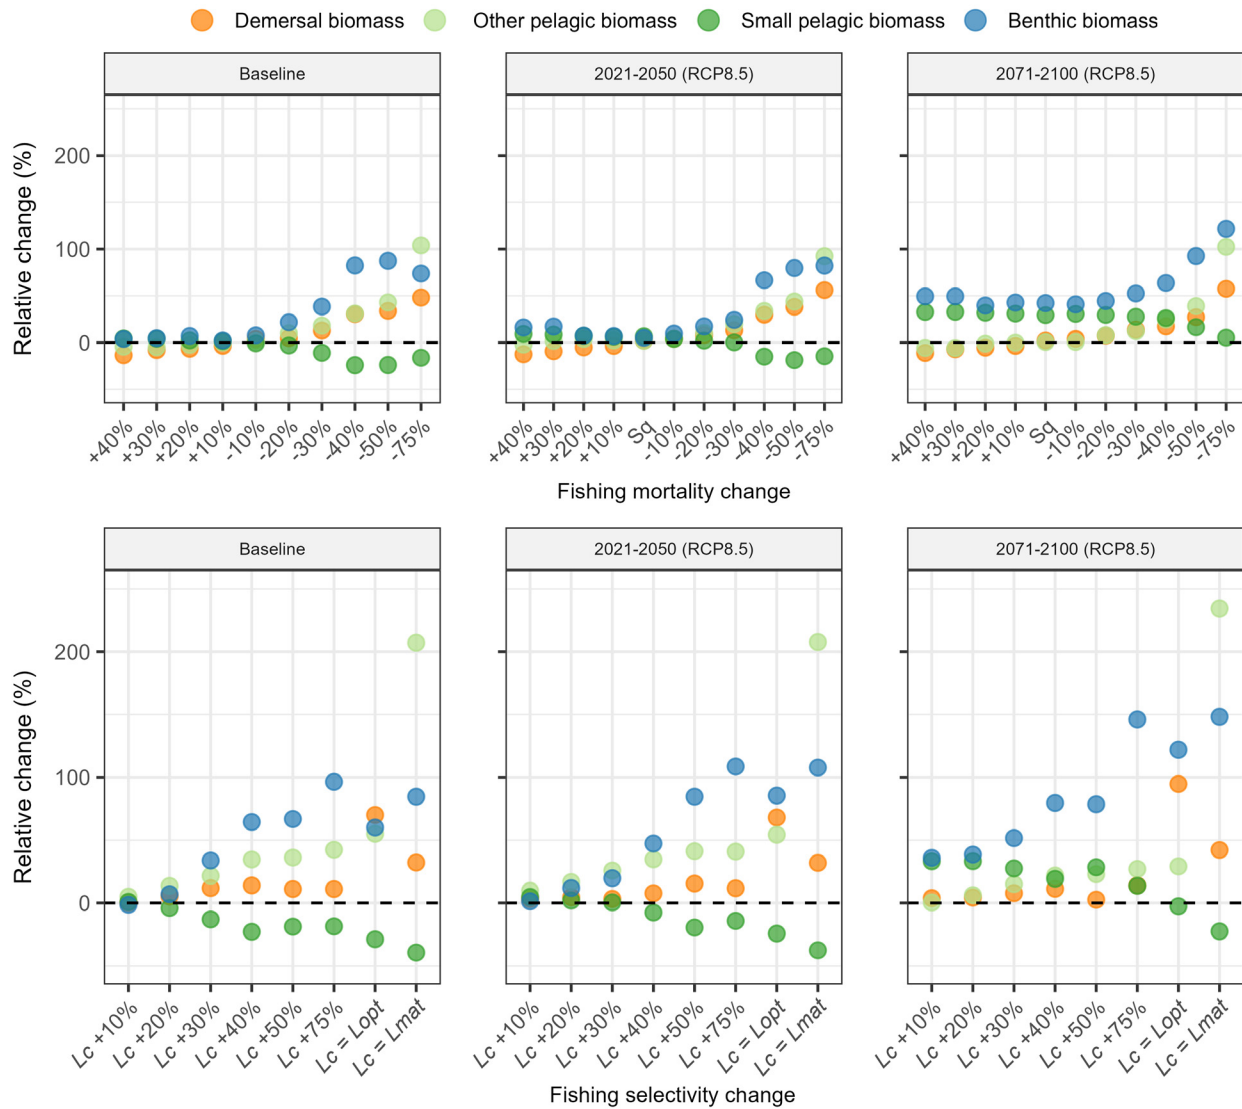 Demersal biomass Other pelagic biomass Small pelagic biomass Benthic biomass
Baseline 2021-2050 (RCP8.5) 2071-2100 (RCP8.5)
Relative change (%)
200
100
0
+40% +30% +20% +10% -10% -20% -30% -40% -50% -75%
+40% +30% +20% +10% Sq -10% -20% -30% -40% -50% -75%
+40% +30% +20% +10% Sq -10% -20% -30% -40% -50% -75%
Fishing mortality change
Baseline 2021-2050 (RCP8.5) 2071-2100 (RCP8.5)
Relative change (%)
200
100
0
Lc +10% Lc +20% Lc +30% Lc +40% Lc +50% Lc +75% Lc = Lopt Lc = Lmat
Lc +10% Lc +20% Lc +30% Lc +40% Lc +50% Lc +75% Lc = Lopt Lc = Lmat
Lc +10% Lc +20% Lc +30% Lc +40% Lc +50% Lc +75% Lc = Lopt Lc = Lmat
Fishing selectivity change